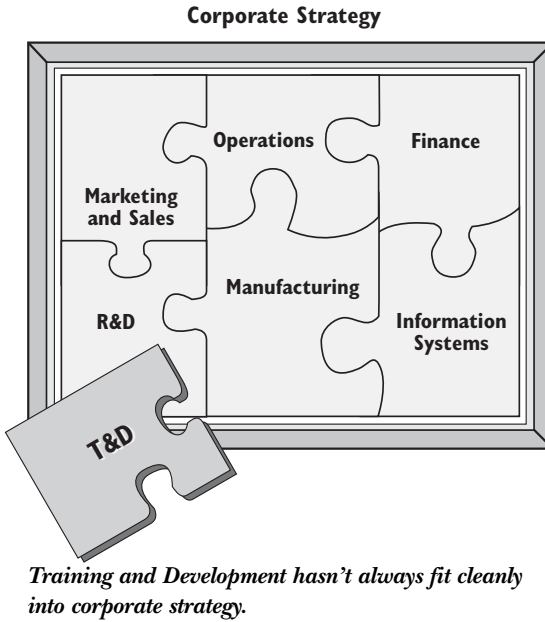 Corporate Strategy
Operations
Finance
Marketing
and Sales
Manufacturing
R&D
Information
Systems
T&D
Training and Development hasn't always fit cleanly
into corporate strategy.